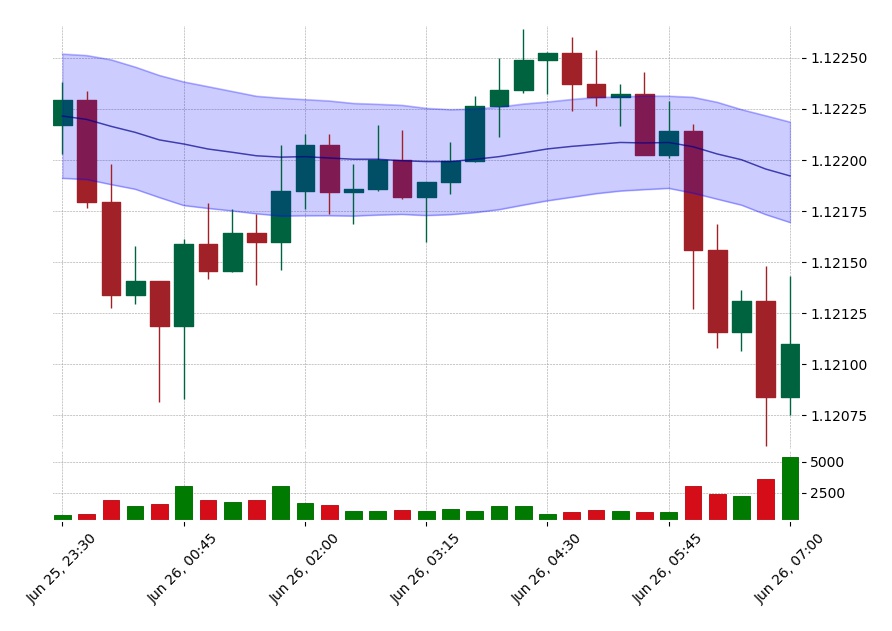 1.12250
1.12225
1.12200
1.12175
1.12150
1.12125
1.12100
1.12075
5000
2500
Jun 25, 23:30
Jun 26, 00:45
Jun 26, 02:00
Jun 26, 03:15
Jun 26, 04:30
Jun 26, 05:45
Jun 26, 07:00